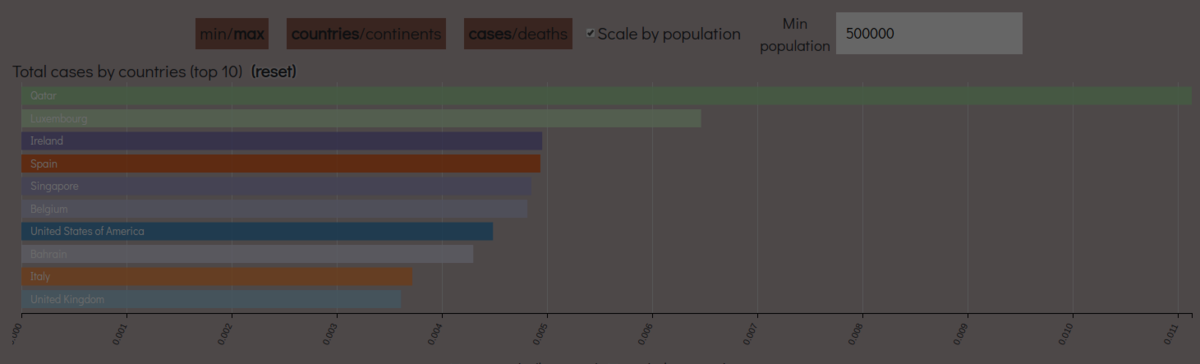 min/max countries/continents cases/deaths Scale by population Min population 500000
Total cases by countries (top 10) (reset)
Qatar
Luxembourg
Ireland
Spain
Singapore
Belgium
United States of America
Bahrain
Italy
United Kingdom
0.001 0.002 0.003 0.004 0.005 0.006 0.007 0.008 0.009 0.010 0.011